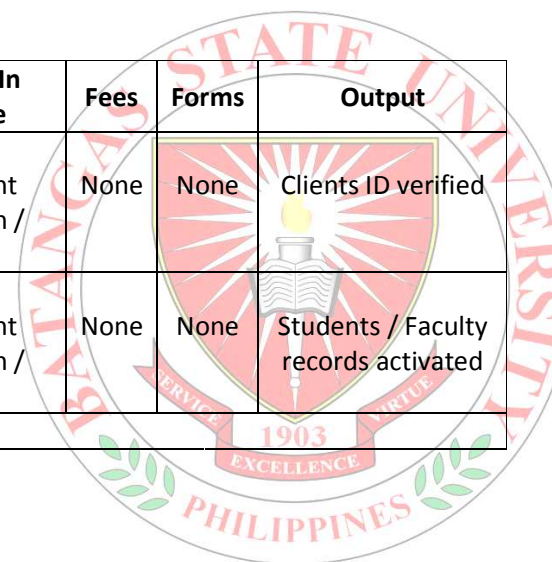 In Fees Forms Output
e
nt None None Clients ID verified
n /
nt None None Students / Faculty
n / records activated
BATANGAS STATE UNIVERSITY
SERVICE
VIRTUE
1903
EXCELLENCE
PHILIPPINES